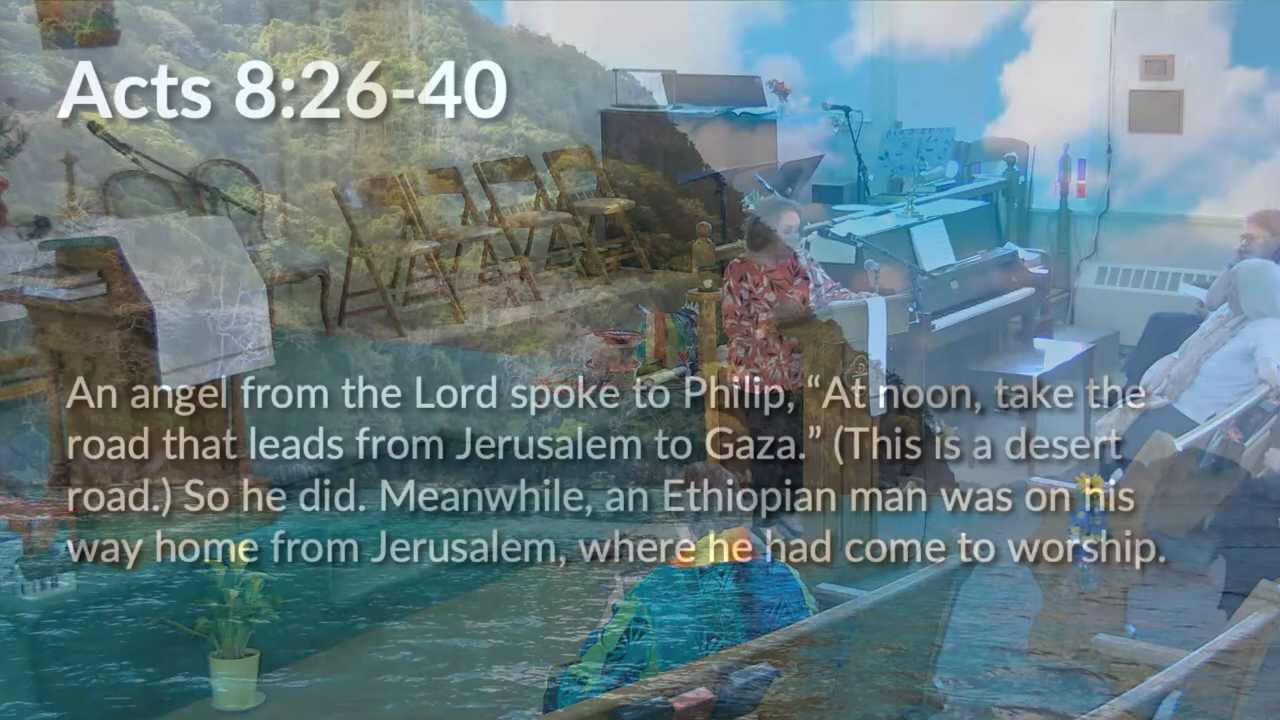 Acts 8:26-40
An angel from the Lord spoke to Philip, “At noon, take the
road that leads from Jerusalem to Gaza.” (This is a desert
road.) So he did. Meanwhile, an Ethiopian man was on his
way home from Jerusalem, where he had come to worship.